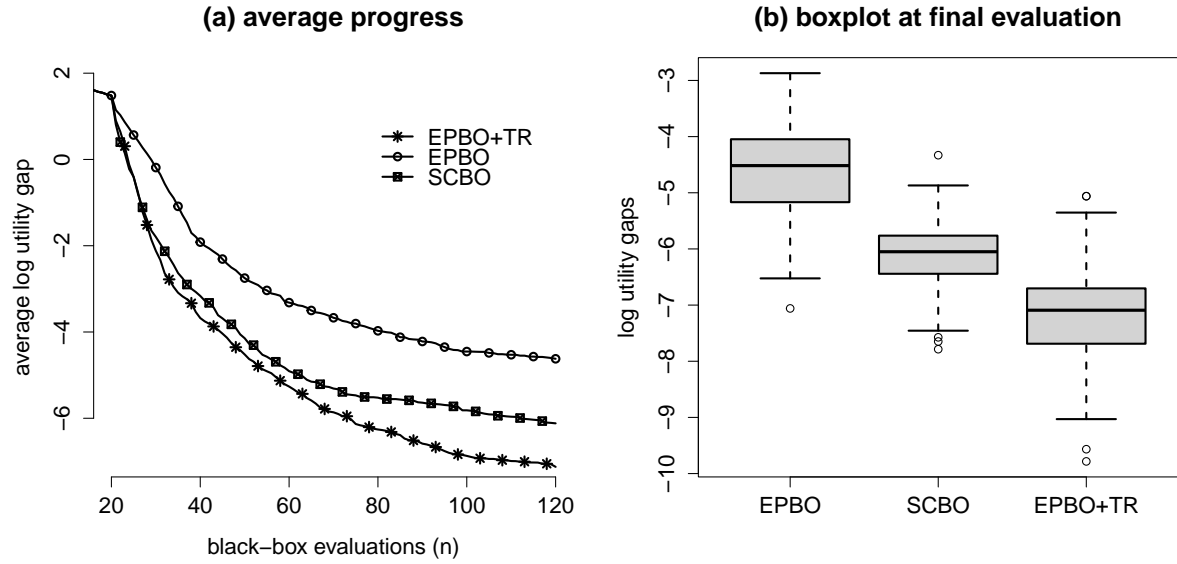 (a) average progress
average log utility gap
2
0
−2
−4
−6
EPBO+TR
EPBO
SCBO
20 40 60 80 100 120
black−box evaluations (n)
(b) boxplot at final evaluation
log utility gaps
−3
−4
−5
−6
−7
−8
−9
−10
EPBO SCBO EPBO+TR